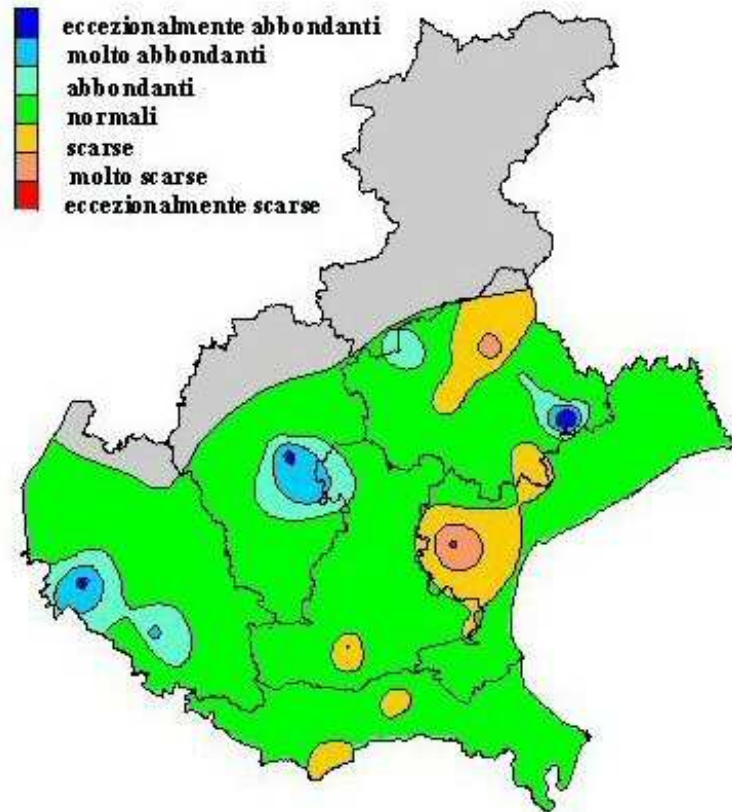 eccezionalmente abbondanti
molto abbondanti
abbondanti
normali
scarse
molto scarse
eccezionalmente scarse